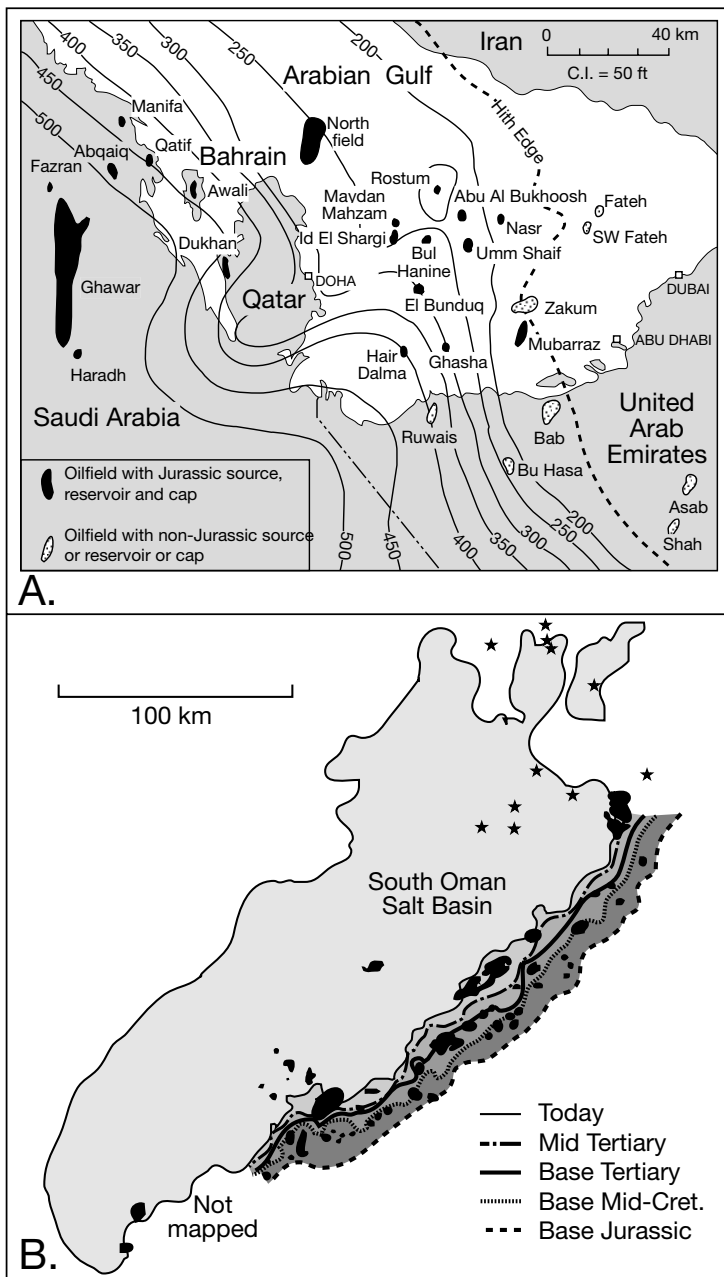 Iran
0 40 km
C.I. = 50 ft
400
350
300
250
200
450
500
Arabian Gulf
Hith Edge
Manifa
North
field
Abqaiq
Qatif
Bahrain
Fazran
Awali
Rostum
Maydan
Mahzam
Abu Al Bukhoosh
Fateh
Nasr
SW Fateh
Id El Shargi
Dukhan
Bul
Hanine
Umm Shaif
Ghawar
DOHA
Qatar
El Bunduq
Zakum
DUBAI
Mubarraz
ABU DHABI
Haradh
Hair
Dalma
Ghasha
Saudi Arabia
Ruwais
Bab
United
Arab
Emirates
Bu Hasa
Asab
Shah
Oilfield with Jurassic source,
reservoir and cap
Oilfield with non-Jurassic source
or reservoir or cap
500
450
400
350
300
250
200
A.
100 km
South Oman
Salt Basin
Not
mapped
Today
Mid Tertiary
Base Tertiary
Base Mid-Cret.
Base Jurassic
B.